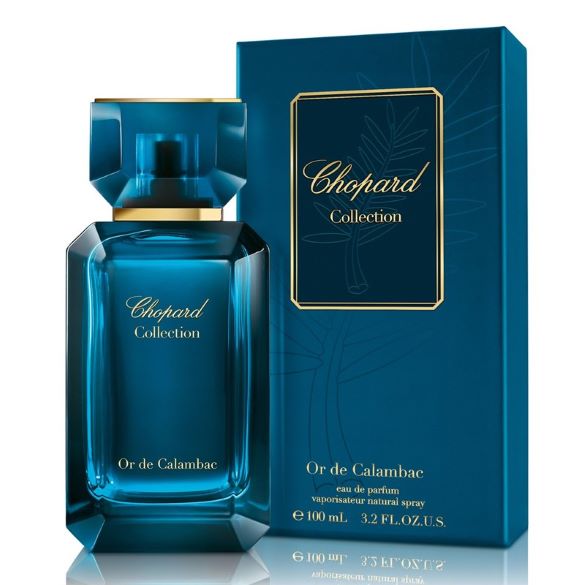 Chopard
Collection
Or de Calambac
Chopard
Collection
Or de Calambac
eau de parfum
vaporisateur natural spray
℮ 100 mL 3.2 FL.OZ.U.S.